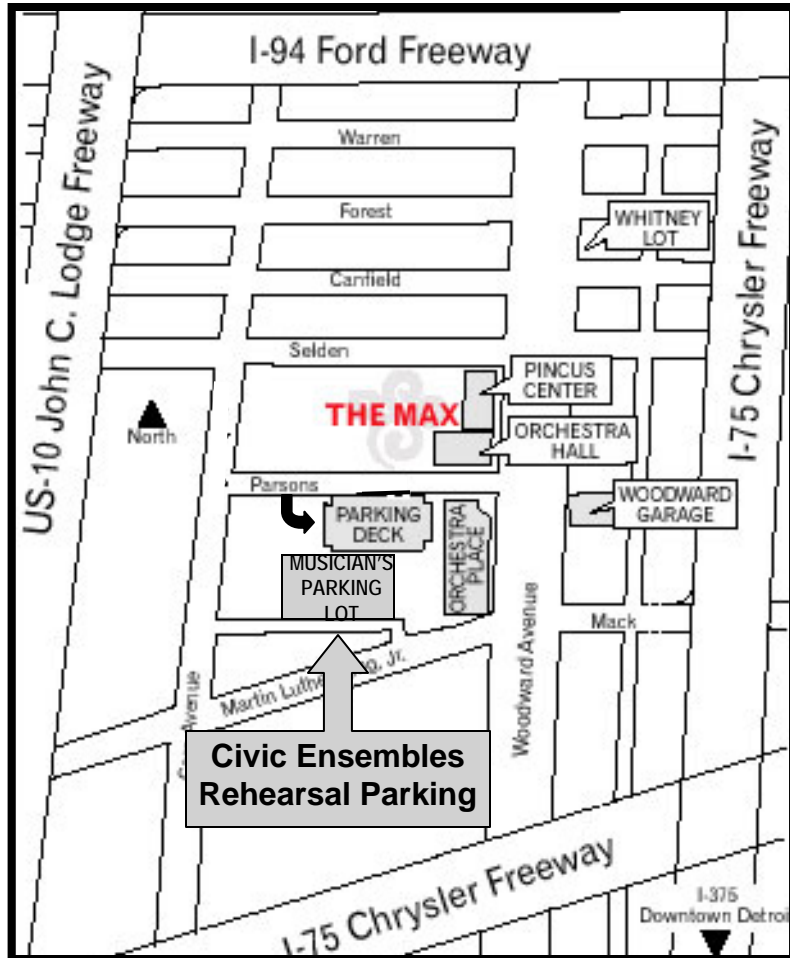 I-94 Ford Freeway
US-10 John C. Lodge Freeway
I-75 Chrysler Freeway
Warren
Forest
WHITNEY
LOT
Canfield
Selden
PINCUS
CENTER
THE MAX
ORCHESTRA
HALL
North
Parsons
PARKING
DECK
ORCHESTRA
PLACE
WOODWARD
GARAGE
MUSICIAN'S
PARKING
LOT
Woodward Avenue
Mack
Martin Luther Jr.
Avenue
Civic Ensembles
Rehearsal Parking
I-75 Chrysler Freeway
I-375
Downtown Detroi